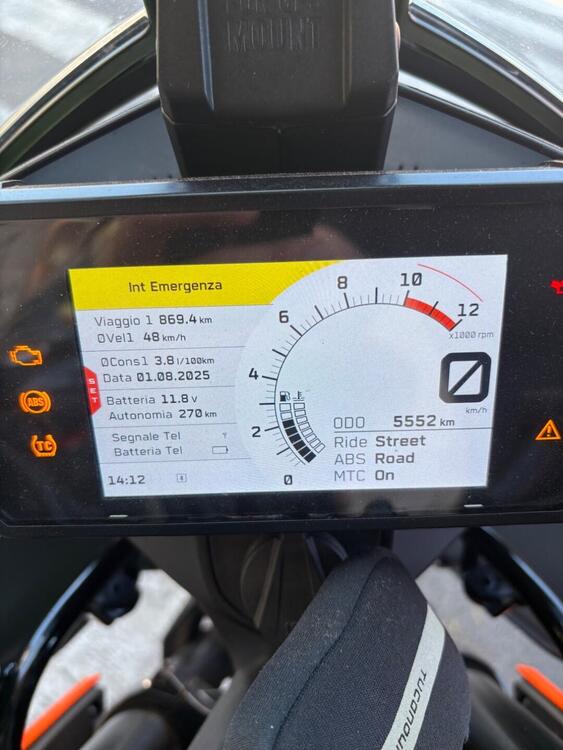 FOR GPS
MOUNT
Int Emergenza
Viaggio 1 869.4 km
ØVel1 48 km/h
ØCons1 3.8 l/100km
Data 01.08.2025
Batteria 11.8 v
Autonomia 270 km
Segnale Tel
Batteria Tel
14:12
SET
ABS
TC
0
2
4
6
8
10
12
x1000 rpm
km/h
ODO 5552 km
Ride Street
ABS Road
MTC On